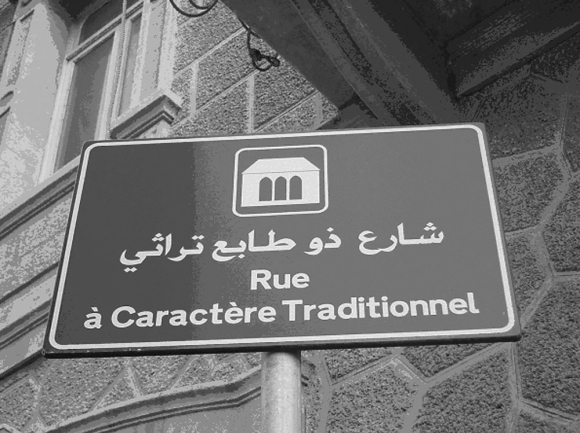 شارع ذو طابع تراثي
Rue
à Caractère Traditionnel